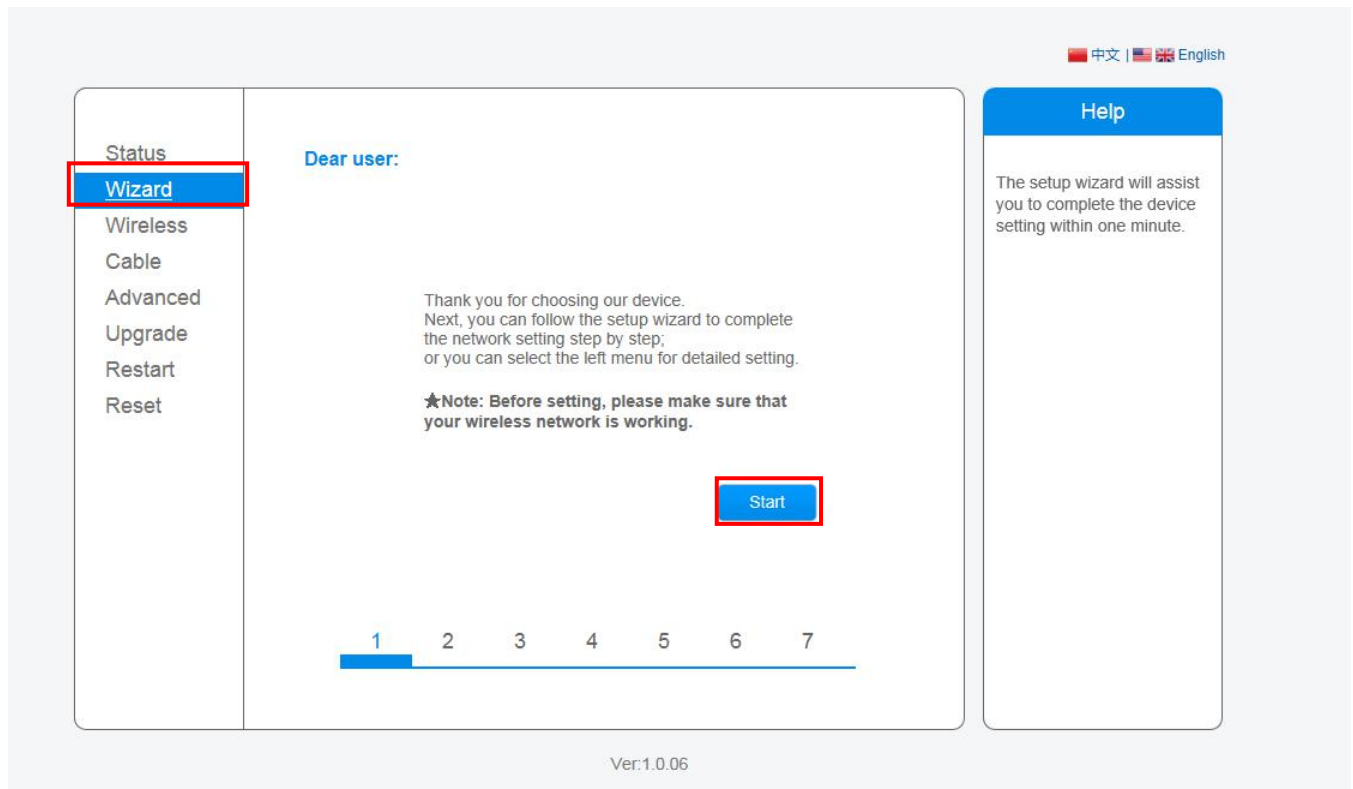 中文 | English
Status
Wizard
Wireless
Cable
Advanced
Upgrade
Restart
Reset
Dear user:
Thank you for choosing our device.
Next, you can follow the setup wizard to complete
the network setting step by step;
or you can select the left menu for detailed setting.
★Note: Before setting, please make sure that
your wireless network is working.
Start
1 2 3 4 5 6 7
Help
The setup wizard will assist
you to complete the device
setting within one minute.
Ver:1.0.06